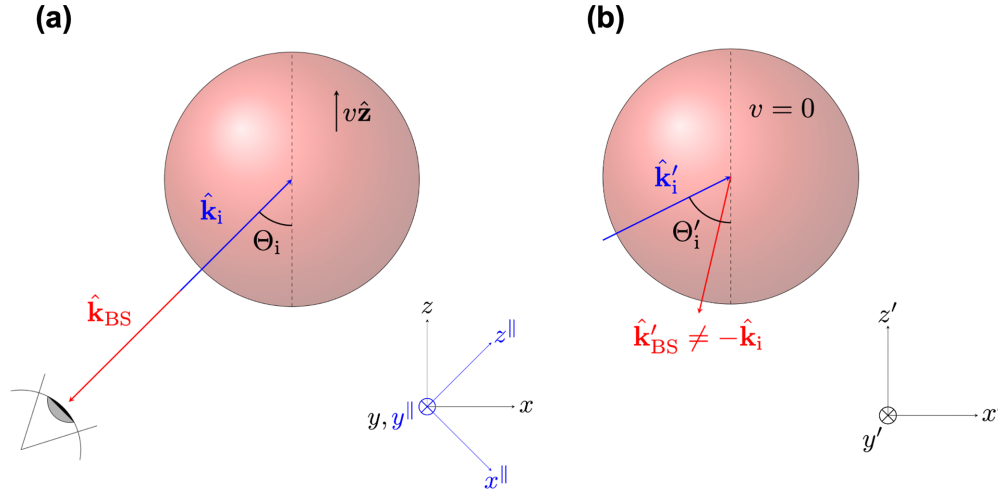 (a)
vẑ
k̂ᵢ
Θᵢ
k̂_BS
z
z^∥
x
y, y^∥
x^∥
(b)
v = 0
k̂′ᵢ
Θ′ᵢ
k̂′_BS ≠ −k̂ᵢ
z′
x′
y′